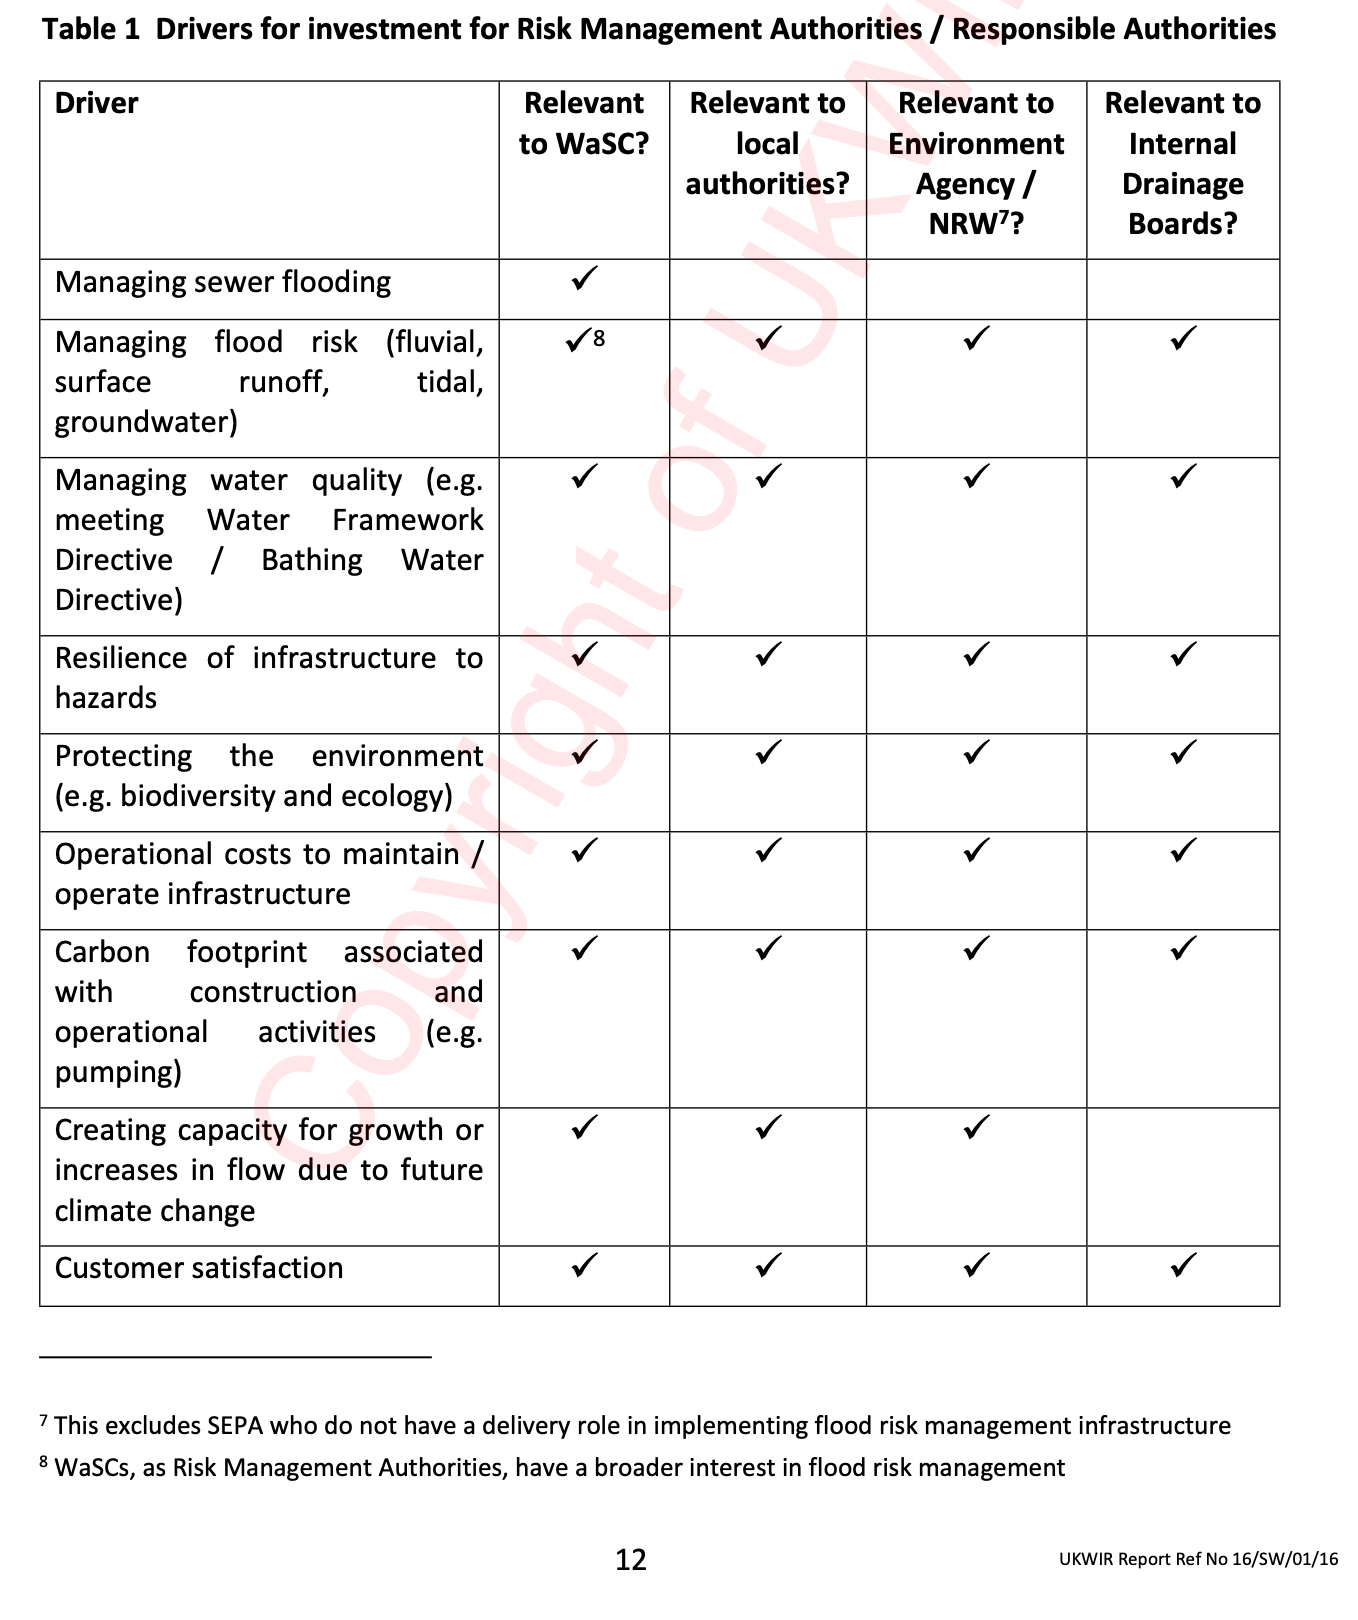 Table 1 Drivers for investment for Risk Management Authorities / Responsible Authorities
Driver
Relevant
to WaSC?
Relevant to
local
authorities?
Relevant to
Environment
Agency /
NRW⁷?
Relevant to
Internal
Drainage
Boards?
Managing sewer flooding
✓
Managing flood risk (fluvial,
surface runoff, tidal,
groundwater)
✓⁸ ✓ ✓ ✓
Managing water quality (e.g.
meeting Water Framework
Directive / Bathing Water
Directive)
✓ ✓ ✓ ✓
Resilience of infrastructure to
hazards
✓ ✓ ✓ ✓
Protecting the environment
(e.g. biodiversity and ecology)
✓ ✓ ✓ ✓
Operational costs to maintain /
operate infrastructure
✓ ✓ ✓ ✓
Carbon footprint associated
with construction and
operational activities (e.g.
pumping)
✓ ✓ ✓ ✓
Creating capacity for growth or
increases in flow due to future
climate change
✓ ✓ ✓
Customer satisfaction
✓ ✓ ✓ ✓
⁷ This excludes SEPA who do not have a delivery role in implementing flood risk management infrastructure
⁸ WaSCs, as Risk Management Authorities, have a broader interest in flood risk management
12
UKWIR Report Ref No 16/SW/01/16
Copyright of UKWI